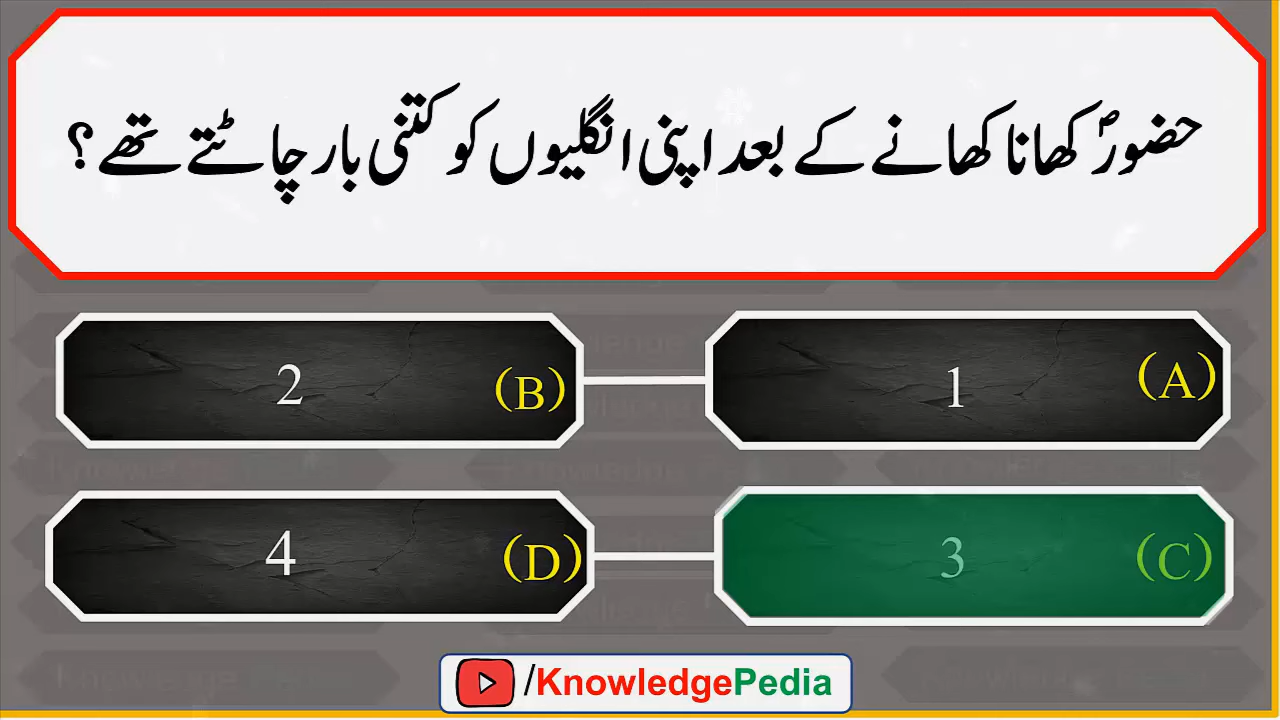 حضورؐ کھانا کھانے کے بعد اپنی انگلیوں کو کتنی بار چاٹتے تھے؟
(A) 1
(B) 2
(C) 3
(D) 4
/KnowledgePedia